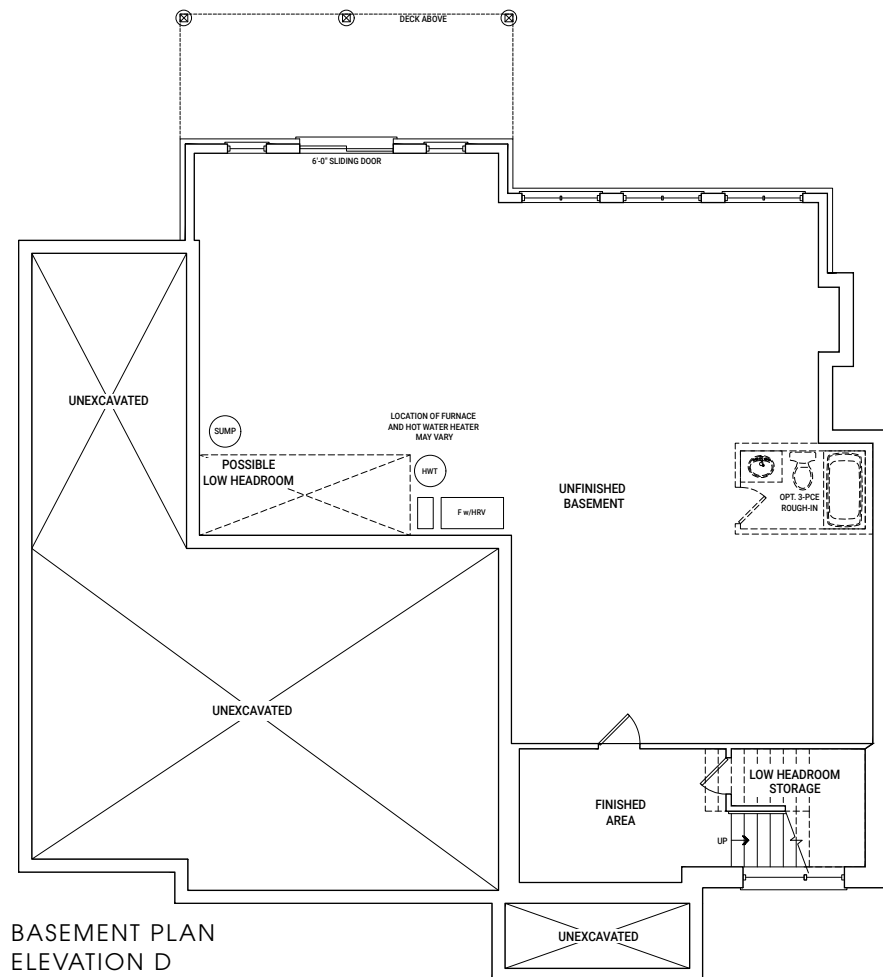 DECK ABOVE
6'-0" SLIDING DOOR
UNEXCAVATED
SUMP
LOCATION OF FURNACE
AND HOT WATER HEATER
MAY VARY
POSSIBLE
LOW HEADROOM
HWT
F w/HRV
UNFINISHED
BASEMENT
OPT. 3-PCE
ROUGH-IN
UNEXCAVATED
FINISHED
AREA
LOW HEADROOM
STORAGE
UP
UNEXCAVATED
BASEMENT PLAN
ELEVATION D